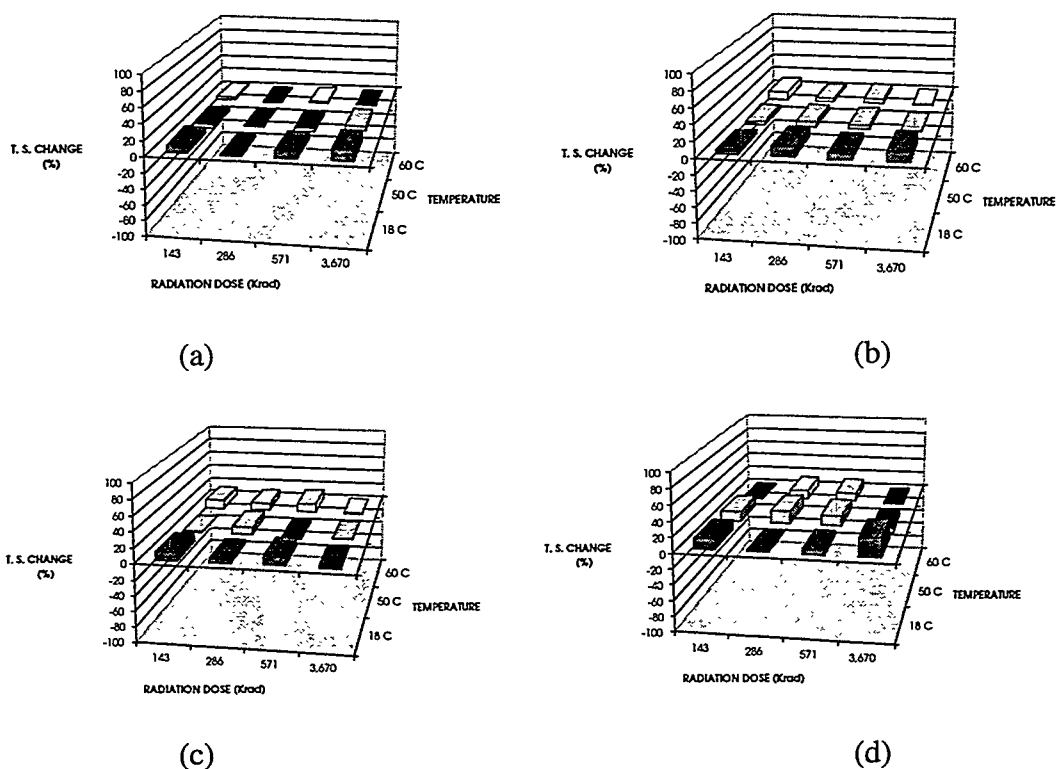 100
80
60
40
20
0
-20
-40
-60
-80
-100
T. S. CHANGE
(%)
60 C
50 C
18 C
TEMPERATURE
143 286 571 3,670
RADIATION DOSE (Krad)
(a)
100
80
60
40
20
0
-20
-40
-60
-80
-100
T. S. CHANGE
(%)
60 C
50 C
18 C
TEMPERATURE
143 286 571 3,670
RADIATION DOSE (Krad)
(b)
100
80
60
40
20
0
-20
-40
-60
-80
-100
T. S. CHANGE
(%)
60 C
50 C
18 C
TEMPERATURE
143 286 571 3,670
RADIATION DOSE (Krad)
(c)
100
80
60
40
20
0
-20
-40
-60
-80
-100
T. S. CHANGE
(%)
60 C
50 C
18 C
TEMPERATURE
143 286 571 3,670
RADIATION DOSE (Krad)
(d)